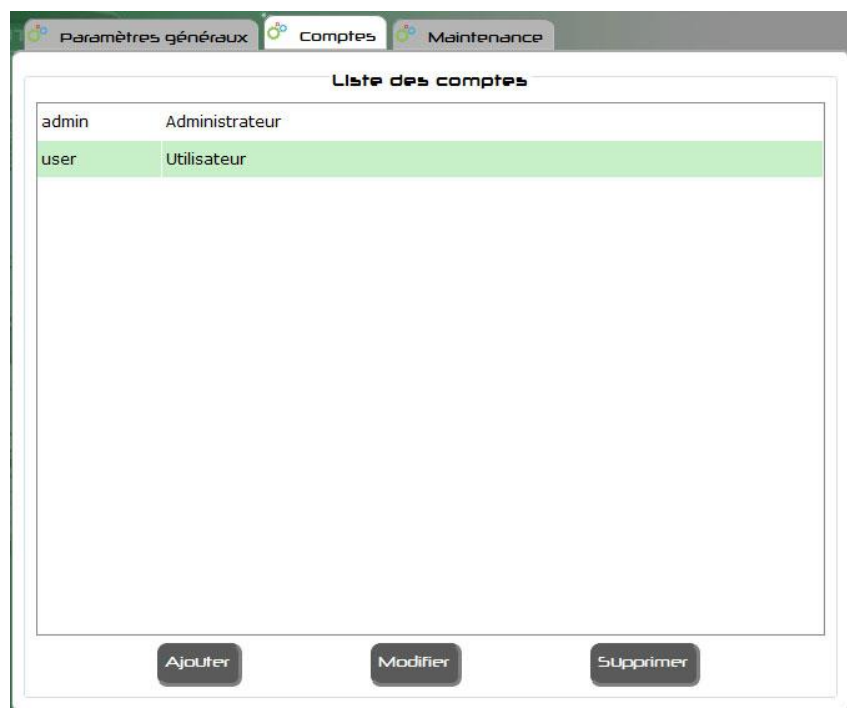 Paramètres généraux Comptes Maintenance
Liste des comptes
admin Administrateur
user Utilisateur
Ajouter Modifier Supprimer